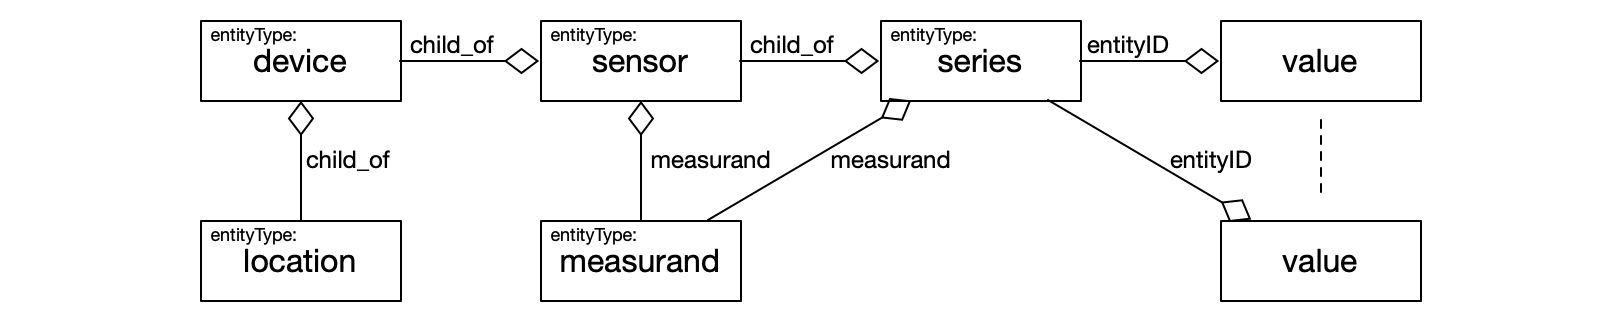 entityType:
device
child_of
entityType:
sensor
child_of
entityType:
series
entityID
value
child_of
measurand
measurand
entityID
entityType:
location
entityType:
measurand
value